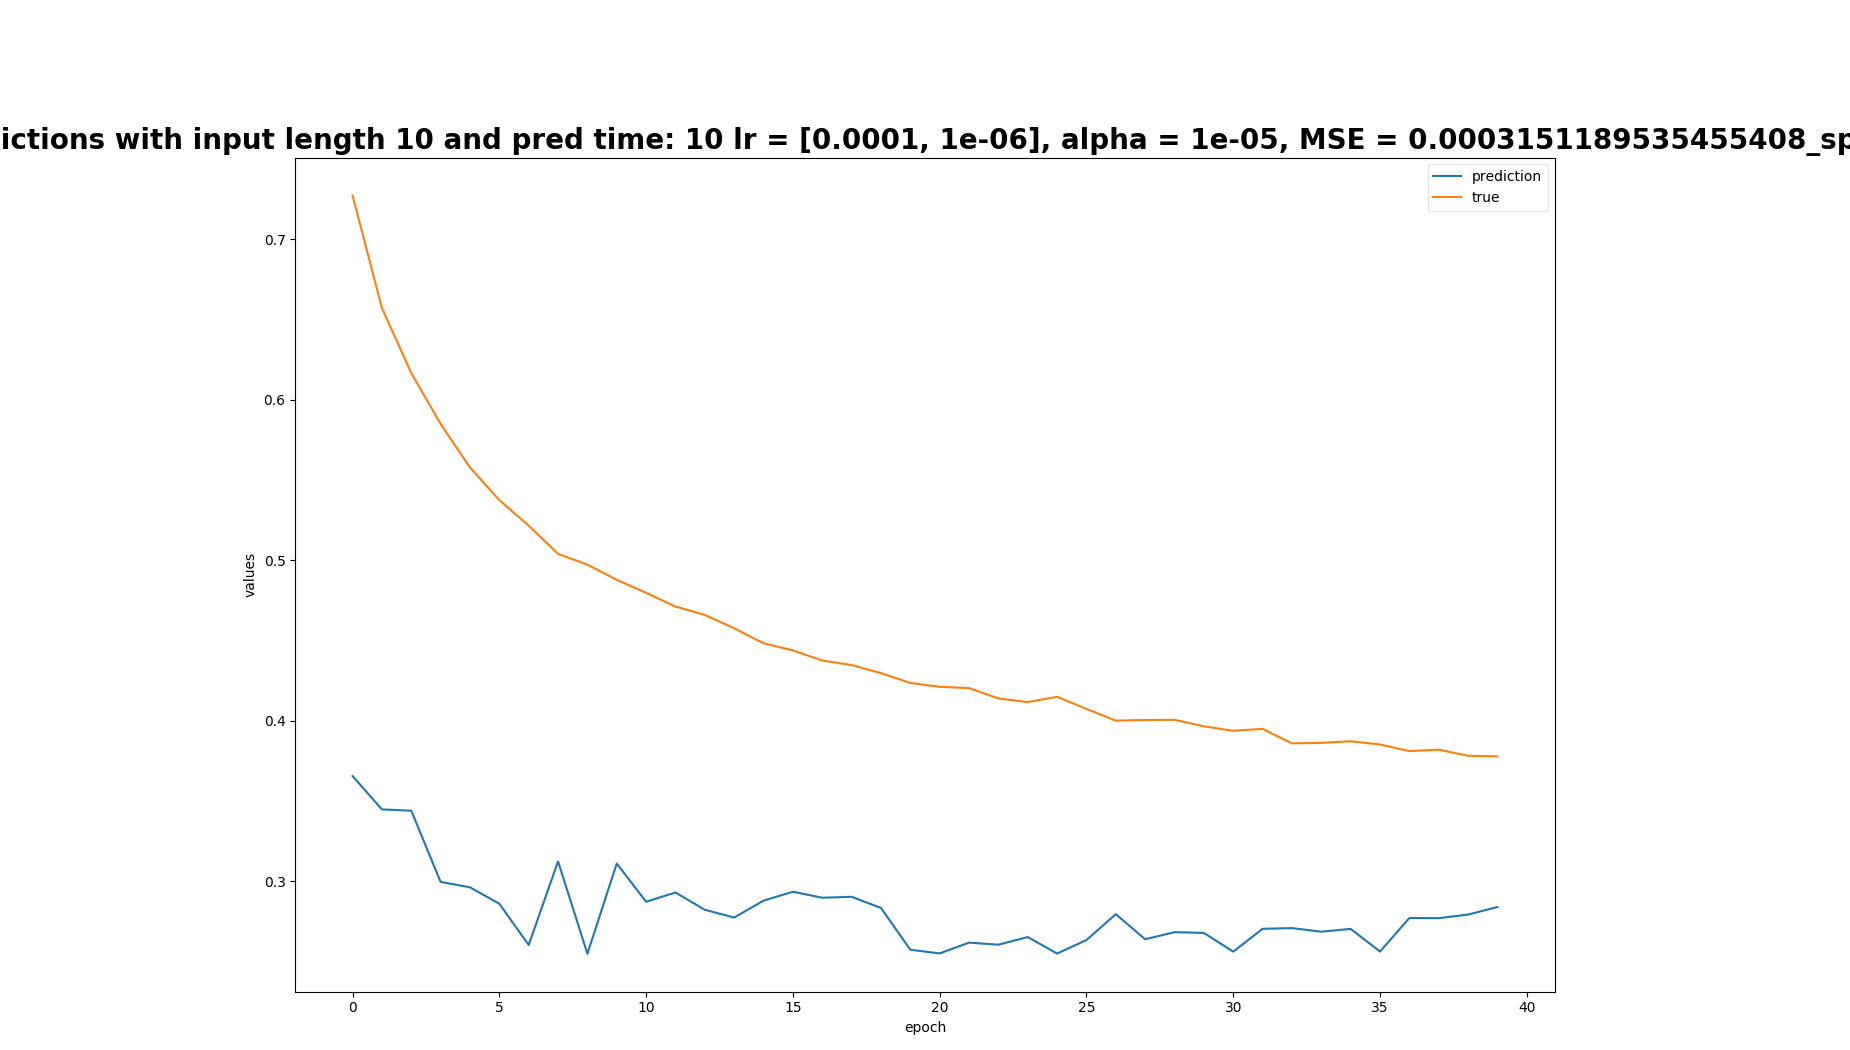 ictions with input length 10 and pred time: 10 lr = [0.0001, 1e-06], alpha = 1e-05, MSE = 0.0003151189535455408_sp
prediction
true
0.7
0.6
0.5
0.4
0.3
values
0
5
10
15
20
25
30
35
40
epoch